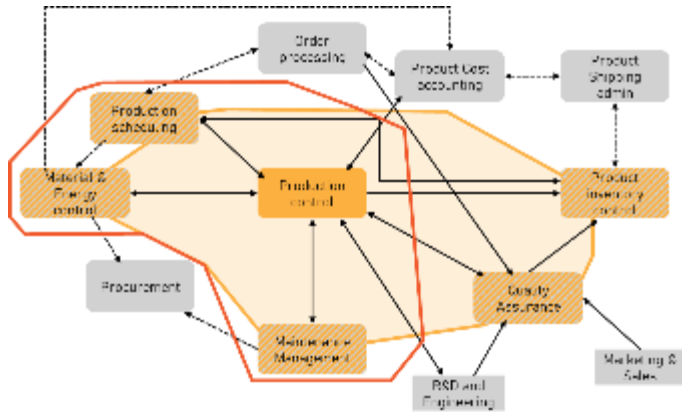 Order
processing
Product Cost
accounting
Product
Shipping
admin
Production
scheduling
Material &
Energy
control
Production
control
Product
inventory
control
Procurement
Quality
Assurance
Maintenance
Management
R&D and
Engineering
Marketing &
Sales